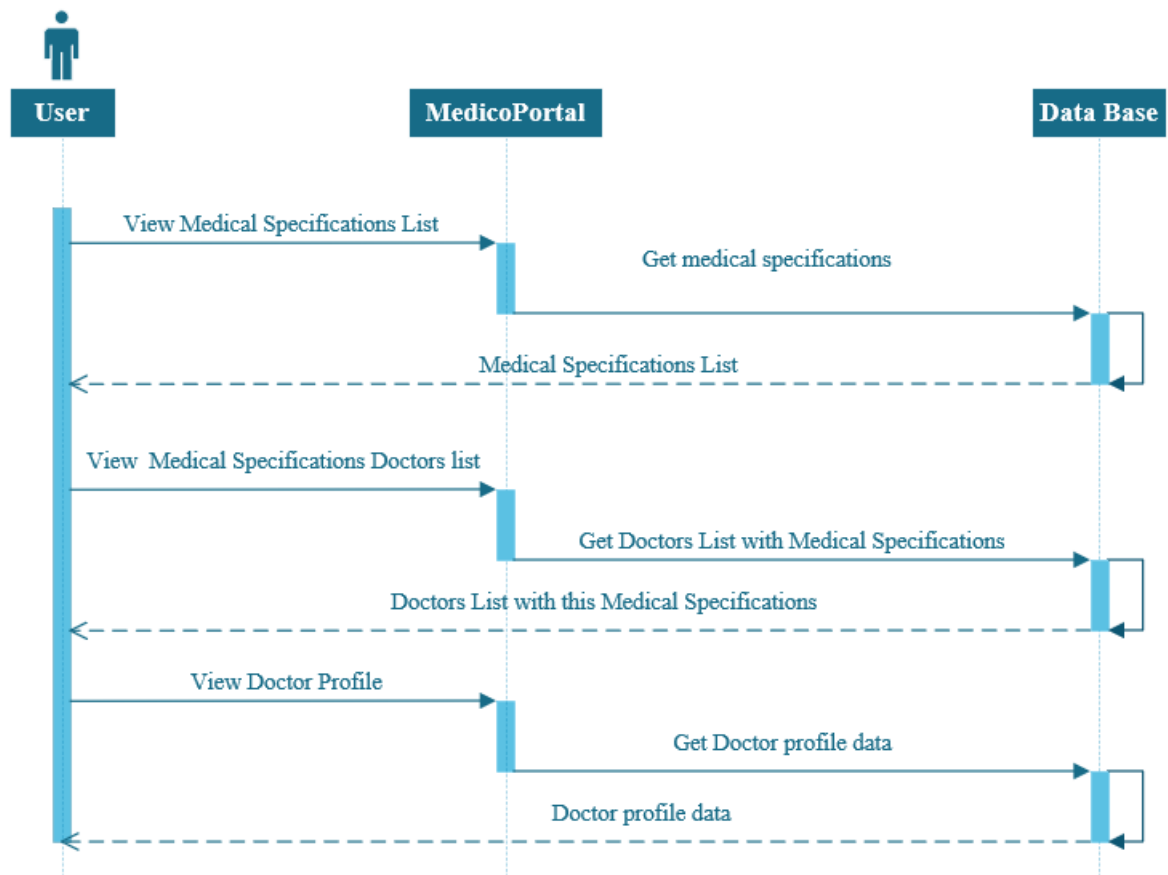 User
MedicoPortal
Data Base
View Medical Specifications List
Get medical specifications
Medical Specifications List
View  Medical Specifications Doctors list
Get Doctors List with Medical Specifications
Doctors List with this Medical Specifications
View Doctor Profile
Get Doctor profile data
Doctor profile data